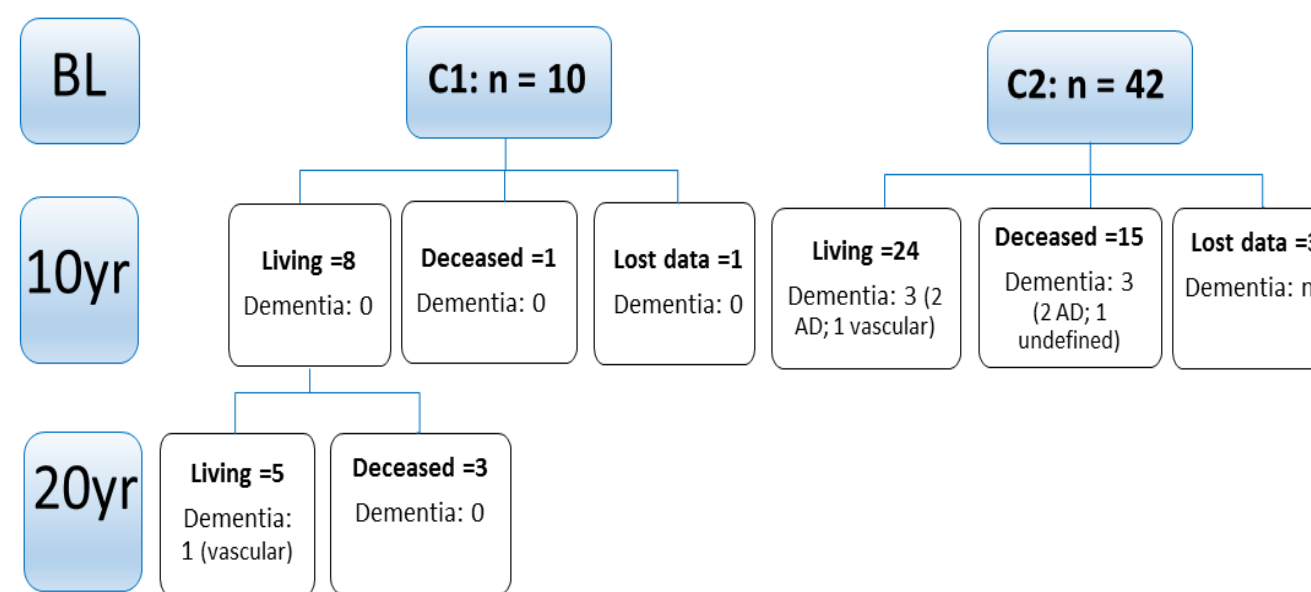 BL
C1: n = 10
C2: n = 42
10yr
Living =8
Dementia: 0
Deceased =1
Dementia: 0
Lost data =1
Dementia: 0
Living =24
Dementia: 3 (2
AD; 1 vascular)
Deceased =15
Dementia: 3
(2 AD; 1
undefined)
Lost data =3
Dementia:
20yr
Living =5
Dementia:
1 (vascular)
Deceased =3
Dementia: 0